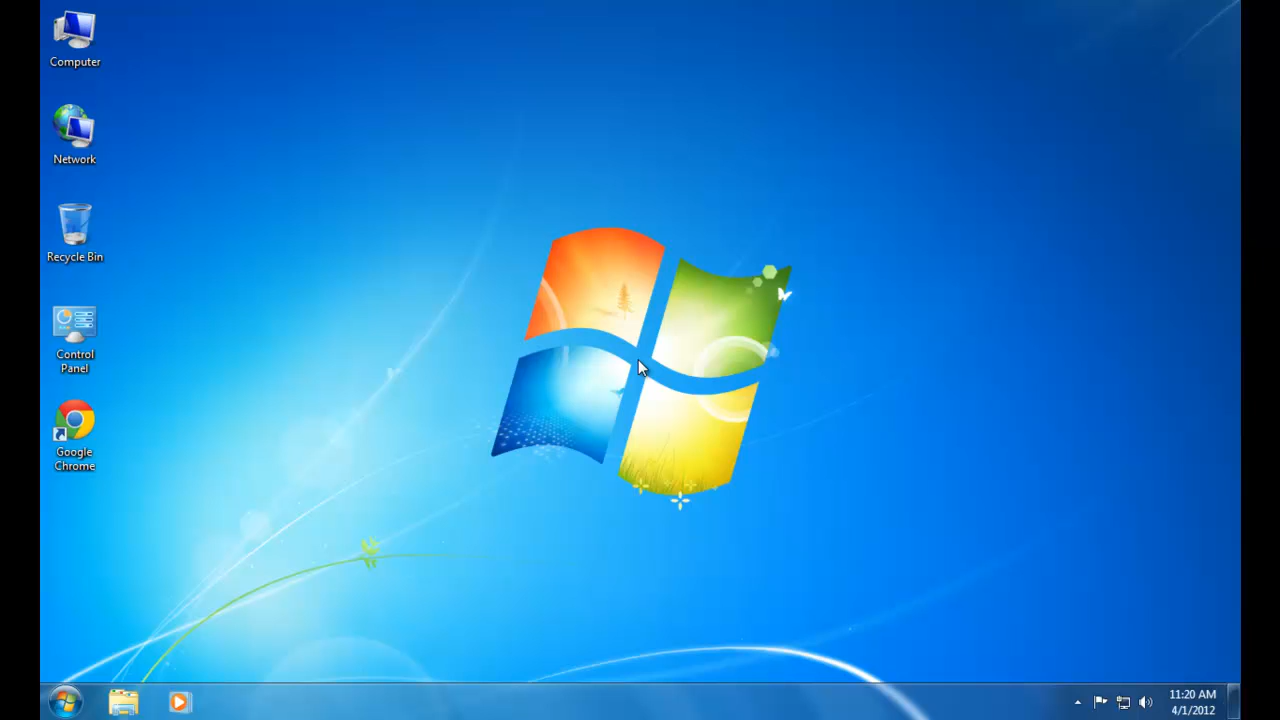 Computer
Network
Recycle Bin
Control
Panel
Google
Chrome
11:20 AM
4/1/2012